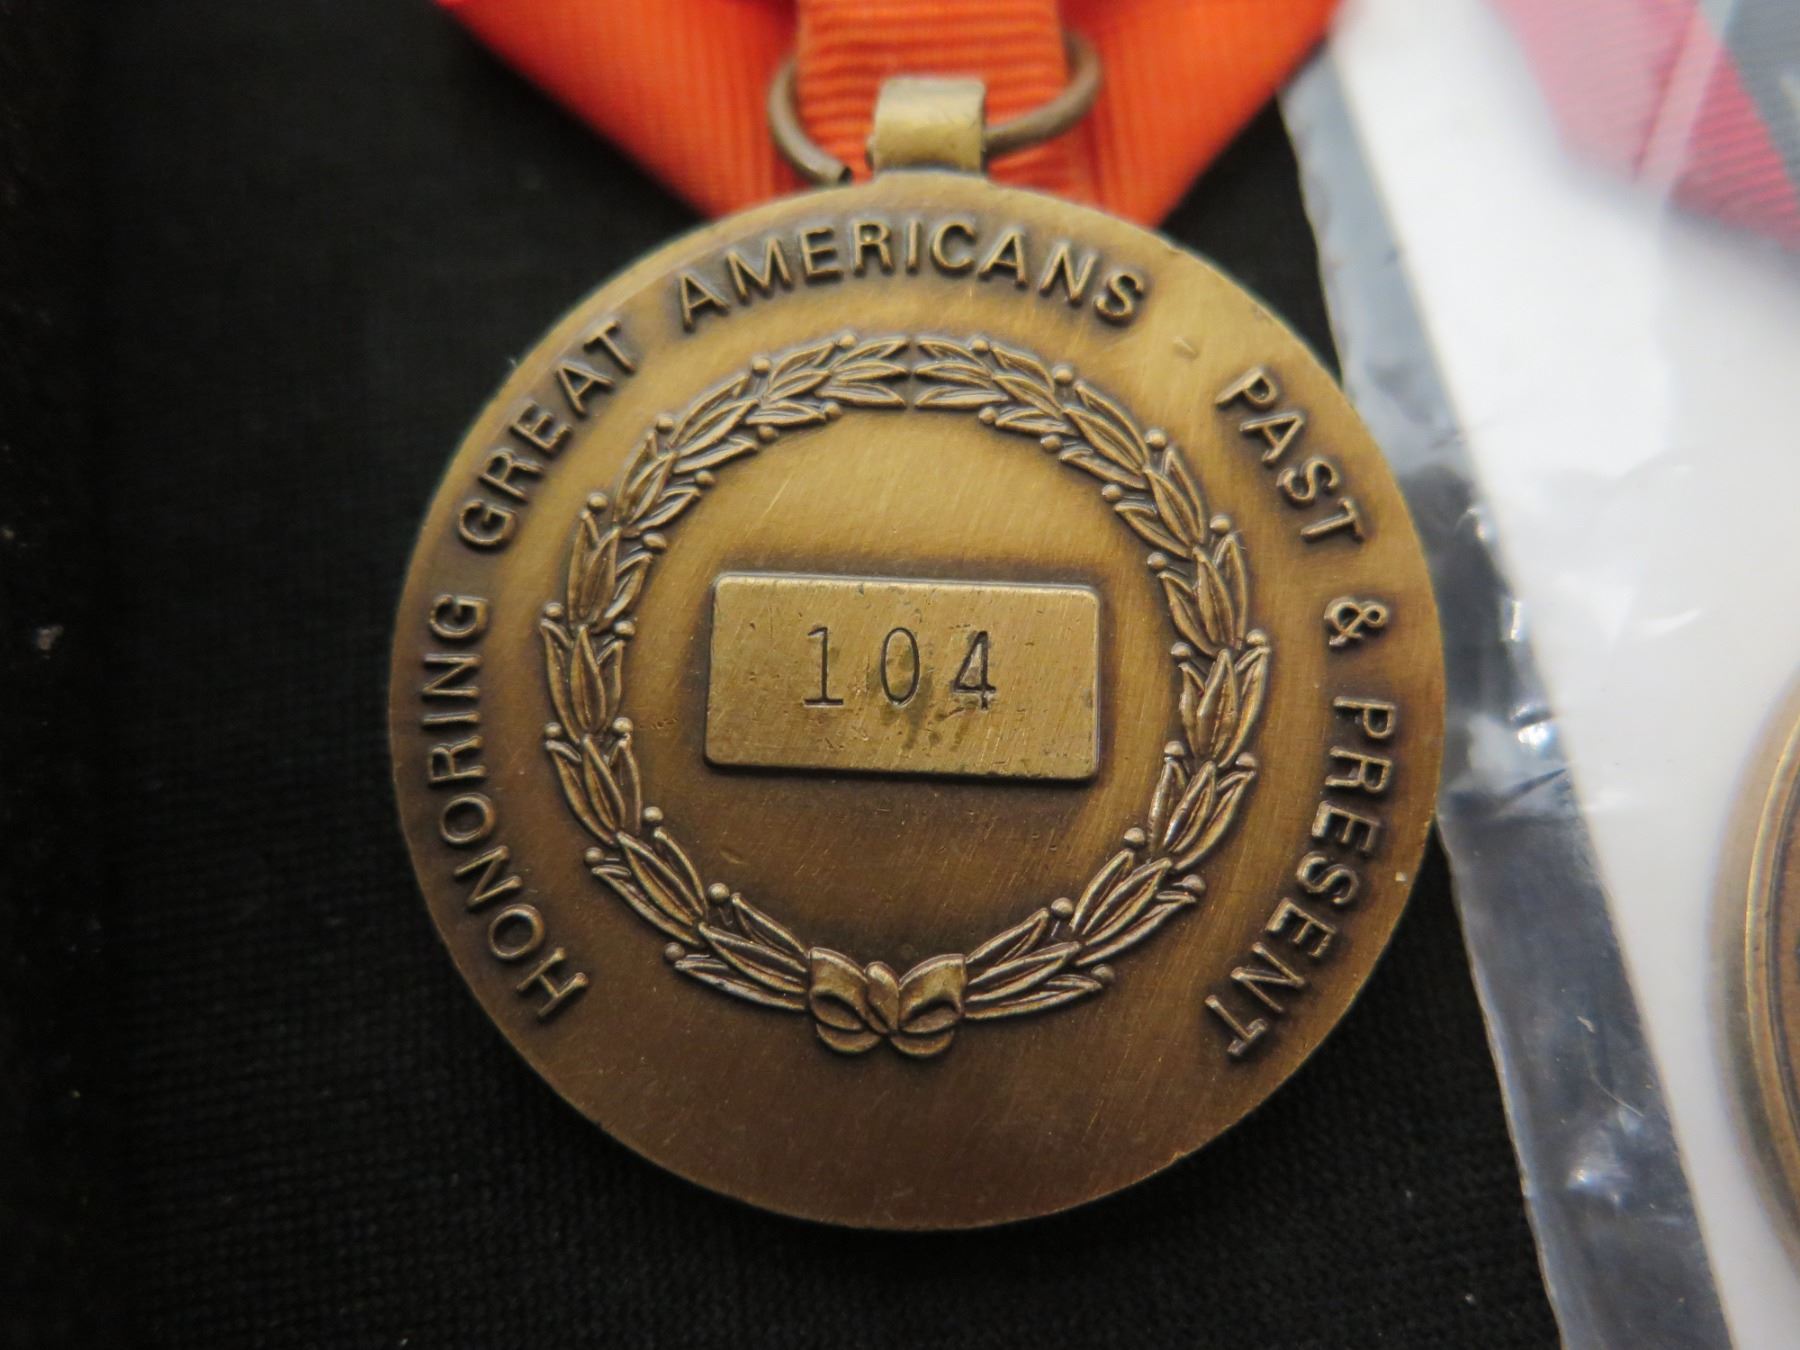 HONORING GREAT AMERICANS PAST & PRESENT
104